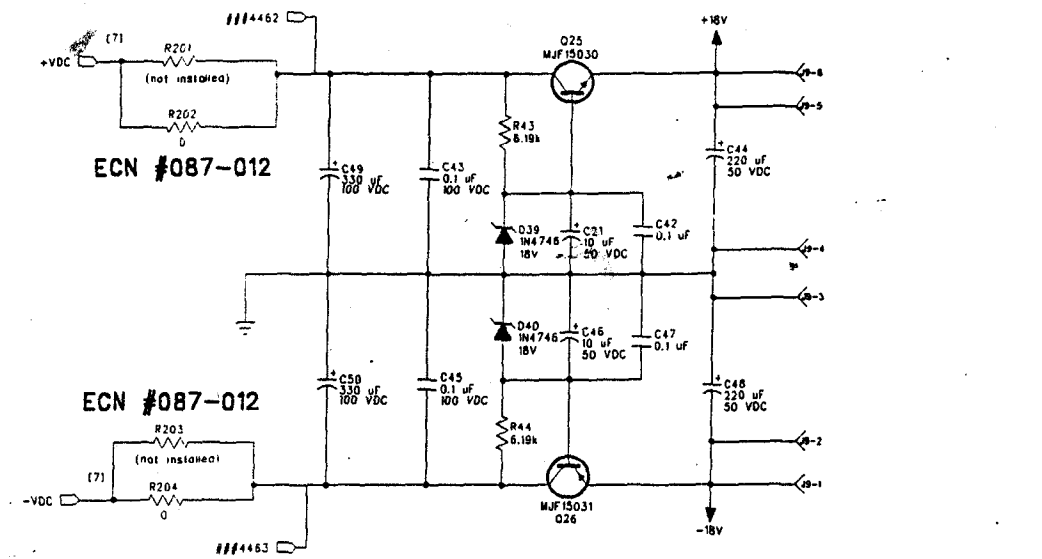 ###4462
+18V
[7]
Q25
MJF15030
+VDC
R201
(not installed)
J9-6
R202
0
J9-5
ECN #087-012
R43
6.19k
C44
220 uF
50 VDC
C49
330 uF
100 VDC
C43
0.1 uF
100 VDC
D39
1N4746
18V
C21
10 uF
50 VDC
C42
0.1 uF
J9-4
J9-3
D40
1N4746
18V
C46
10 uF
50 VDC
C47
0.1 uF
C50
330 uF
100 VDC
C45
0.1 uF
100 VDC
C48
220 uF
50 VDC
ECN #087-012
R203
(not installed)
R44
6.19k
J9-2
[7]
R204
0
-VDC
J9-1
MJF15031
Q26
-18V
###4463